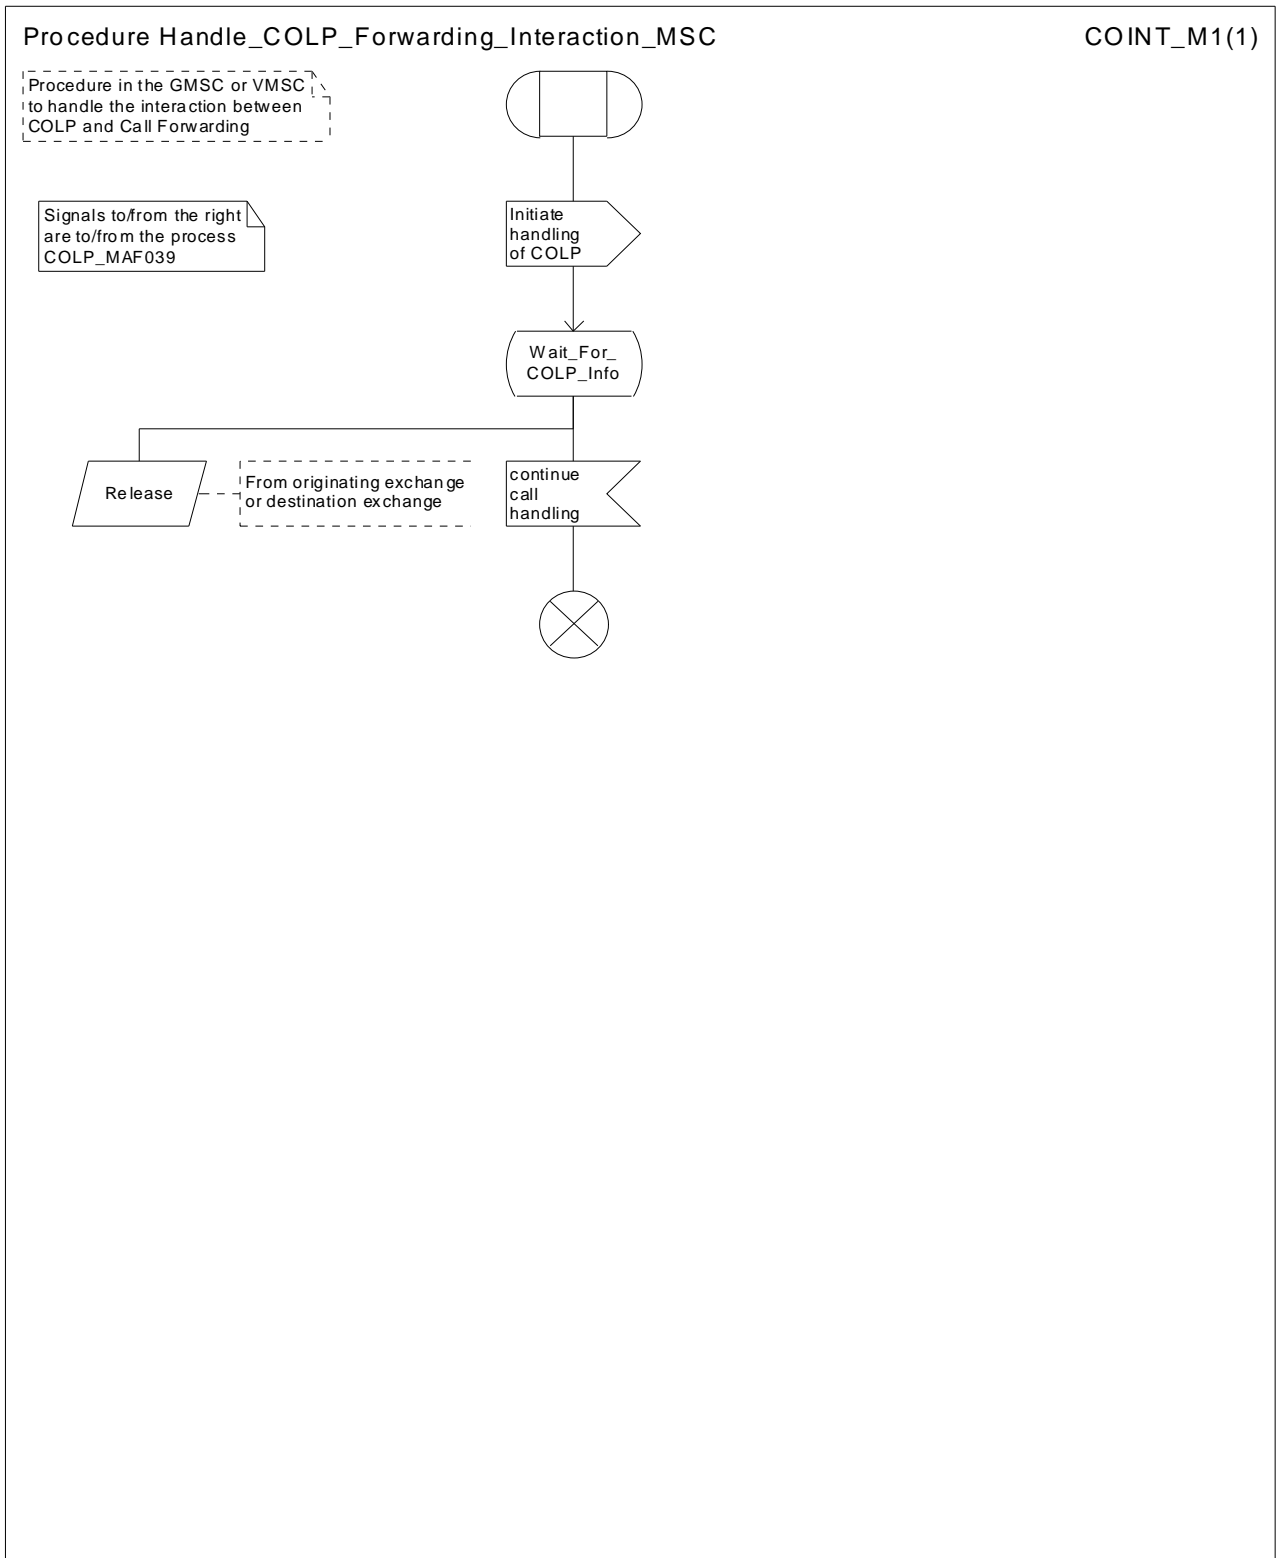 Procedure Handle_COLP_Forwarding_Interaction_MSC
COINT_M1(1)
Procedure in the GMSC or VMSC
to handle the interaction between
COLP and Call Forwarding
Signals to/from the right
are to/from the process
COLP_MAF039
Initiate
handling
of COLP
Wait_For_
COLP_Info
Release
From originating exchange
or destination exchange
continue
call
handling